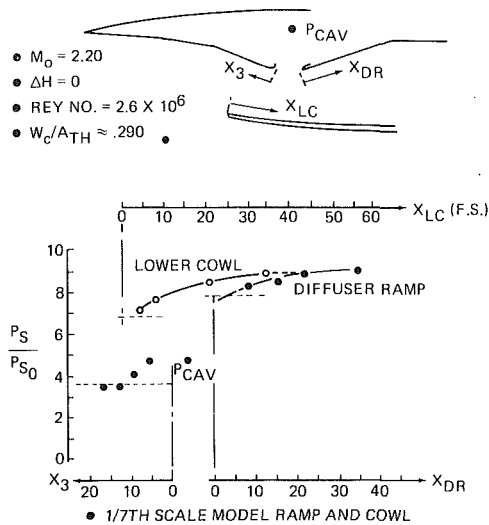 P_CAV
X_3
X_DR
X_LC
• M_O = 2.20
• ΔH = 0
• REY NO. = 2.6 X 10^6
• W_C/A_TH ≈ .290
0 10 20 30 40 50 60 X_LC (F.S.)
10
8
6
4
2
0
P_S
P_S_0
LOWER COWL
DIFFUSER RAMP
P_CAV
X_3 20 10 0
0 10 20 30 40 X_DR
• 1/7TH SCALE MODEL RAMP AND COWL